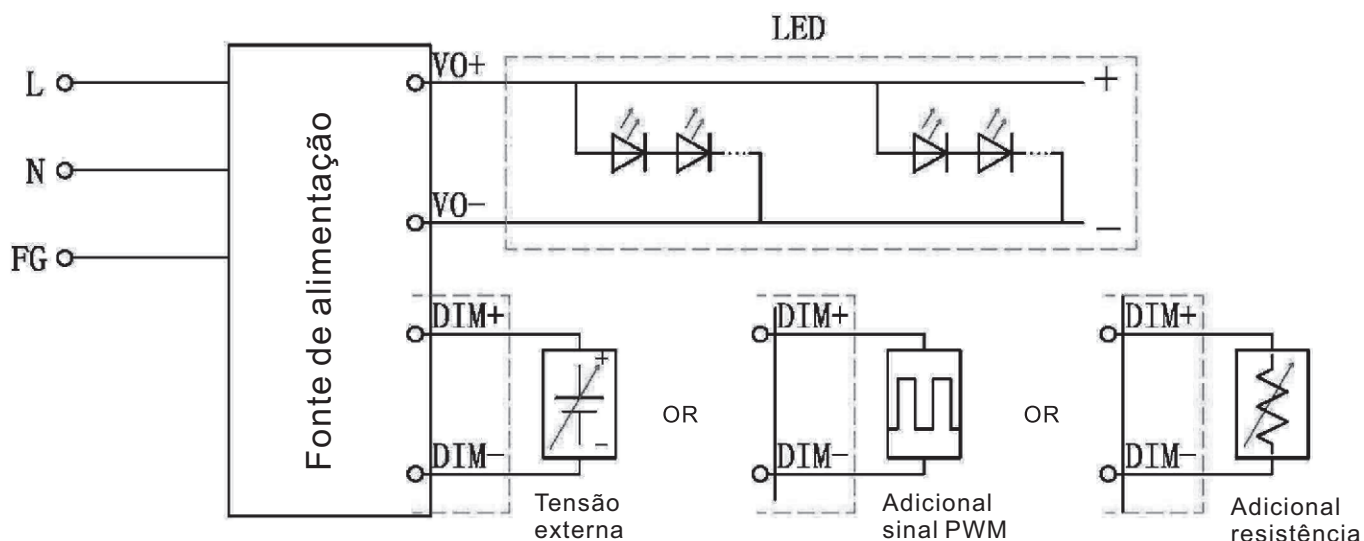 LED
L
N
FG
Fonte de alimentação
VO+
+
VO-
-
DIM+
+
-
DIM-
Tensão
externa
OR
DIM+
DIM-
Adicional
sinal PWM
OR
DIM+
DIM-
Adicional
resistência